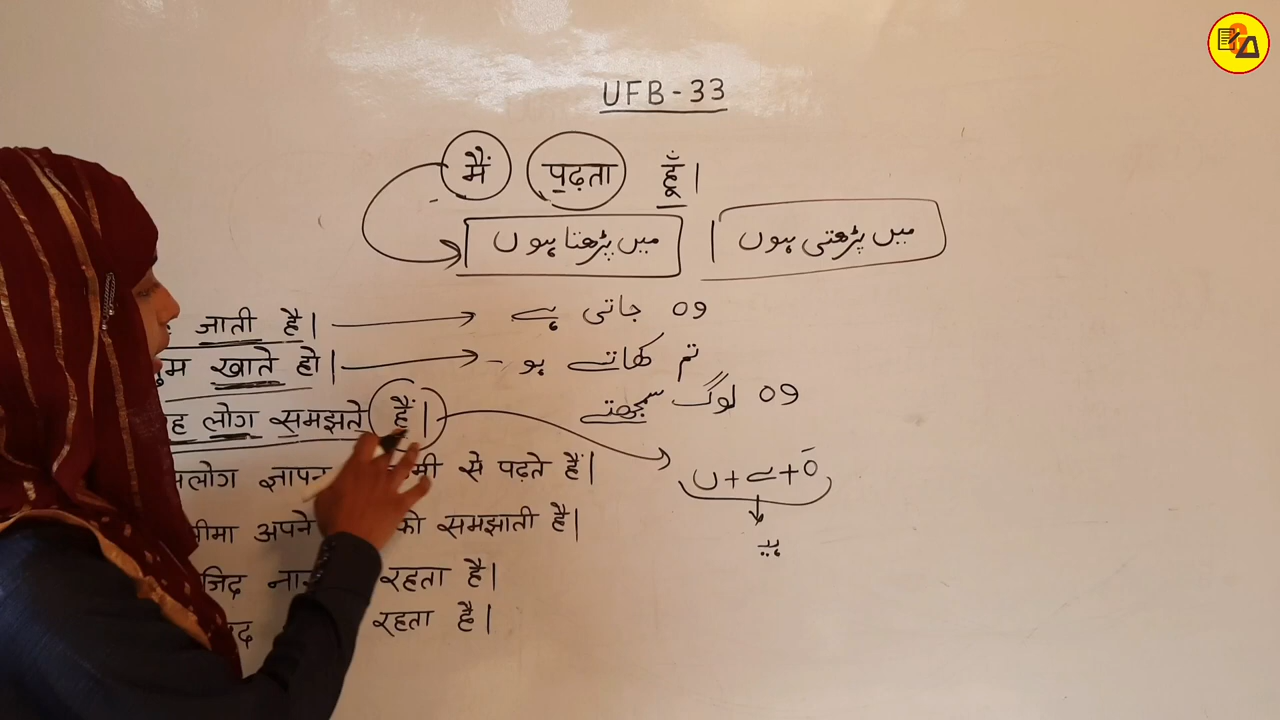 UFB-33
मैं पढ़ता हूँ।
میں پڑھتا ہوں | میں پڑھتی ہوں
जाती है। → وہ جاتی ہے
खाते हो। → تم کھاتے ہو
लोग समझते हैं। → وہ لوگ سمجھتے
ہ + ے + ں
से पढ़ते हैं।
अपने को समझाती है।
रहता है।
रहता है।